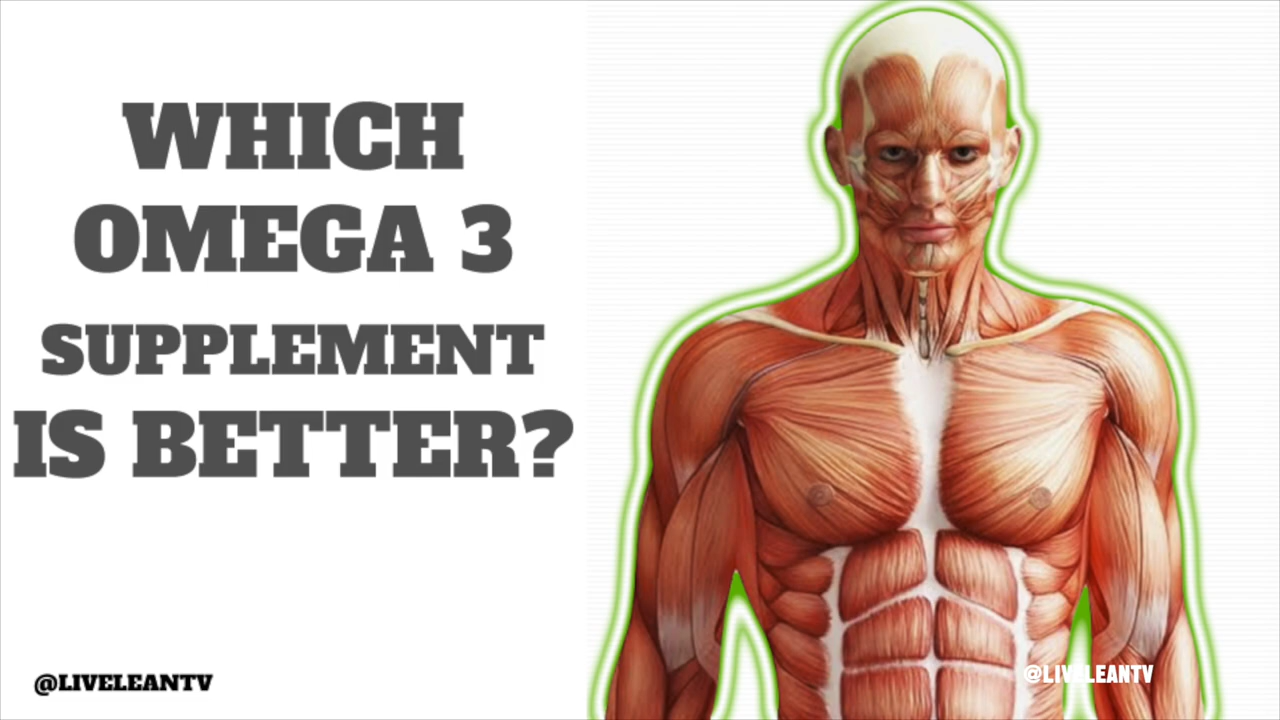 WHICH
OMEGA 3
SUPPLEMENT
IS BETTER?
@LIVELEANTV
@LIVELEANTV